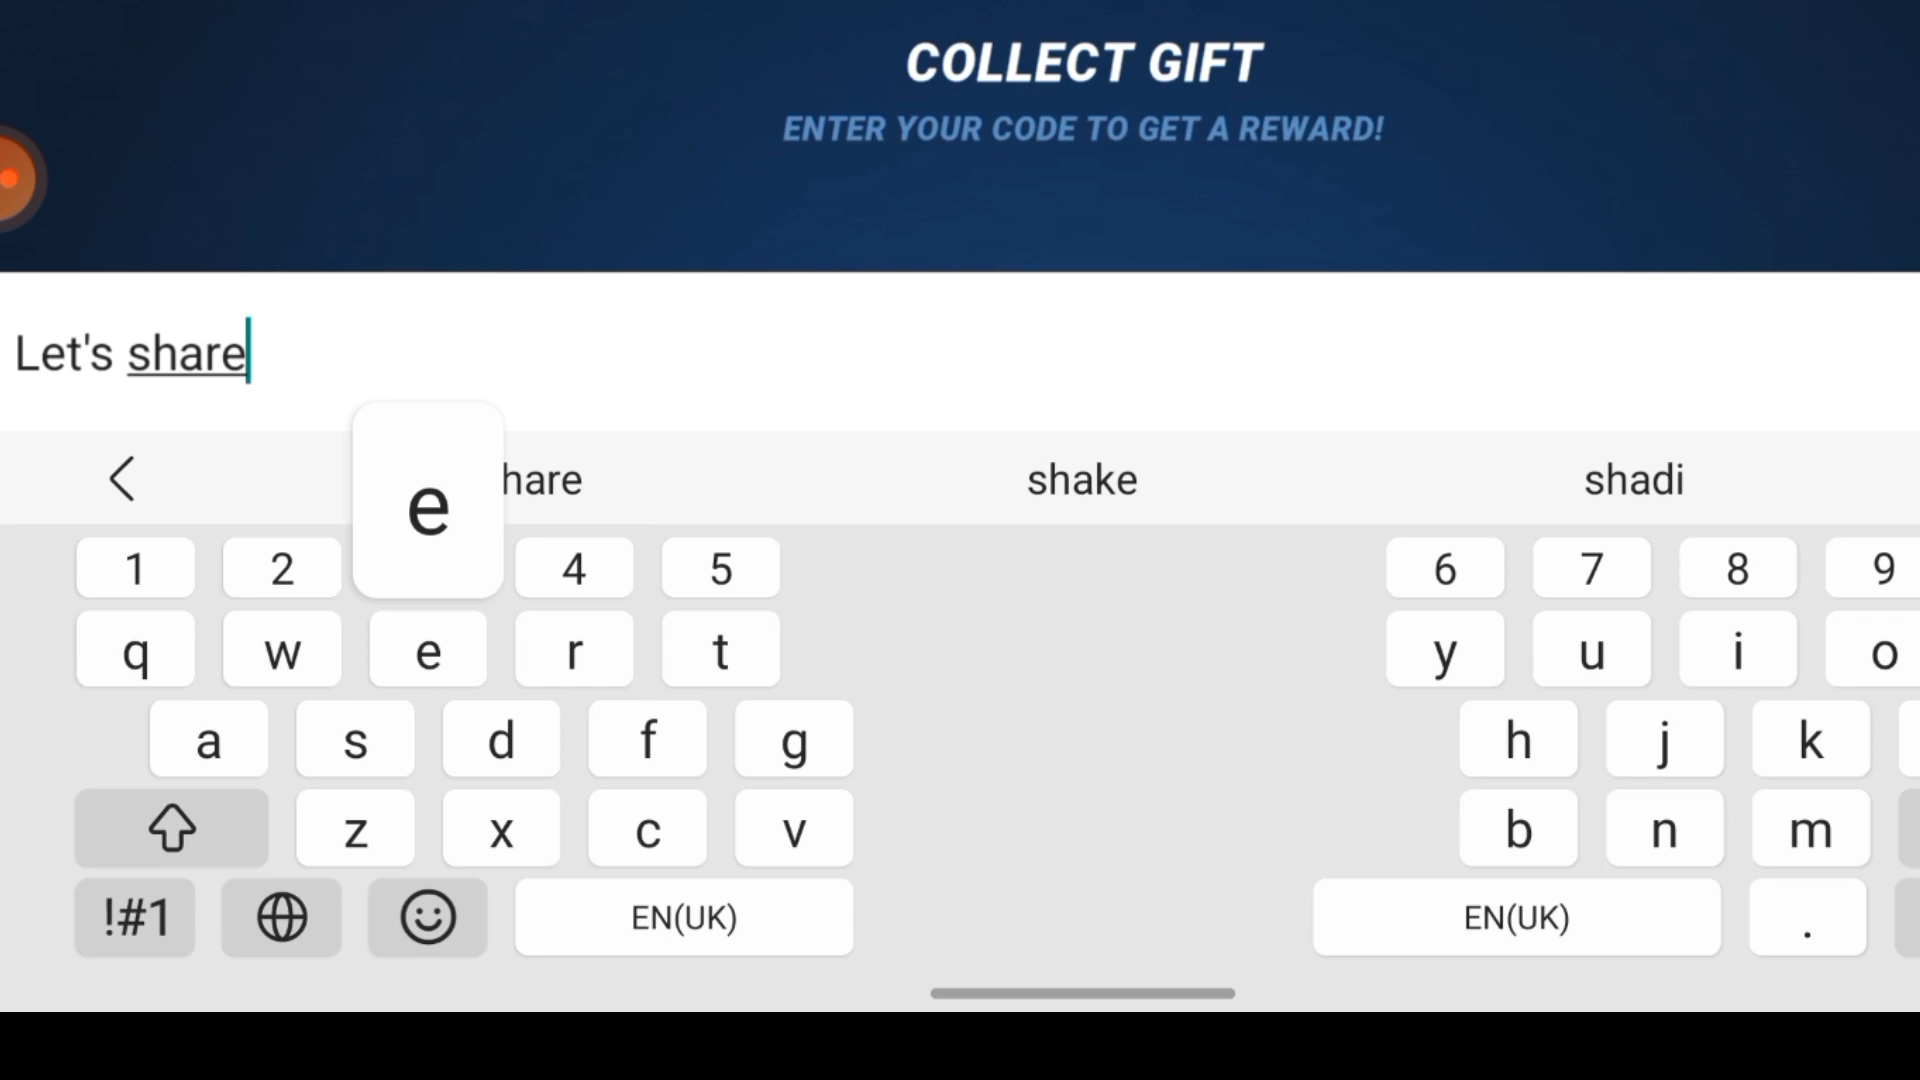 COLLECT GIFT
ENTER YOUR CODE TO GET A REWARD!
Let's share
hare shake shadi
e
1 2 4 5 6 7 8 9
q w e r t y u i o
a s d f g h j k
z x c v b n m
!#1 EN(UK) EN(UK) .